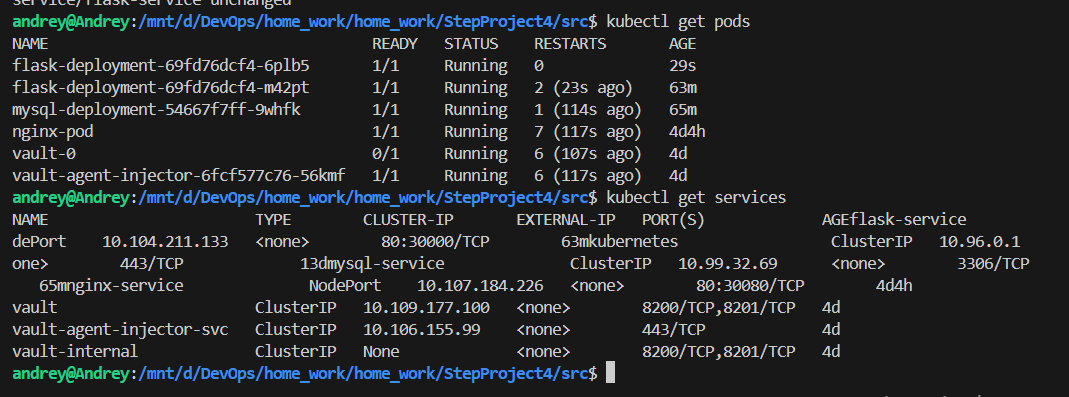 service/flask-service unchanged
andrey@Andrey:/mnt/d/DevOps/home_work/home_work/StepProject4/src$ kubectl get pods
NAME READY STATUS RESTARTS AGE
flask-deployment-69fd76dcf4-6plb5 1/1 Running 0 29s
flask-deployment-69fd76dcf4-m42pt 1/1 Running 2 (23s ago) 63m
mysql-deployment-54667f7ff-9whfk 1/1 Running 1 (114s ago) 65m
nginx-pod 1/1 Running 7 (117s ago) 4d4h
vault-0 0/1 Running 6 (107s ago) 4d
vault-agent-injector-6fcf577c76-56kmf 1/1 Running 6 (117s ago) 4d
andrey@Andrey:/mnt/d/DevOps/home_work/home_work/StepProject4/src$ kubectl get services
NAME TYPE CLUSTER-IP EXTERNAL-IP PORT(S) AGEflask-service
dePort 10.104.211.133 <none> 80:30000/TCP 63mkubernetes ClusterIP 10.96.0.1
one> 443/TCP 13dmysql-service ClusterIP 10.99.32.69 <none> 3306/TCP
65mnginx-service NodePort 10.107.184.226 <none> 80:30080/TCP 4d4h
vault ClusterIP 10.109.177.100 <none> 8200/TCP,8201/TCP 4d
vault-agent-injector-svc ClusterIP 10.106.155.99 <none> 443/TCP 4d
vault-internal ClusterIP None <none> 8200/TCP,8201/TCP 4d
andrey@Andrey:/mnt/d/DevOps/home_work/home_work/StepProject4/src$